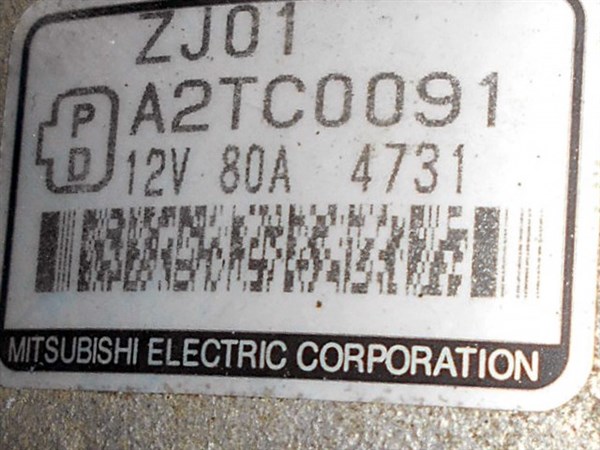 ZJ01
P A2TC0091
D 12V 80A 4731
MITSUBISHI ELECTRIC CORPORATION